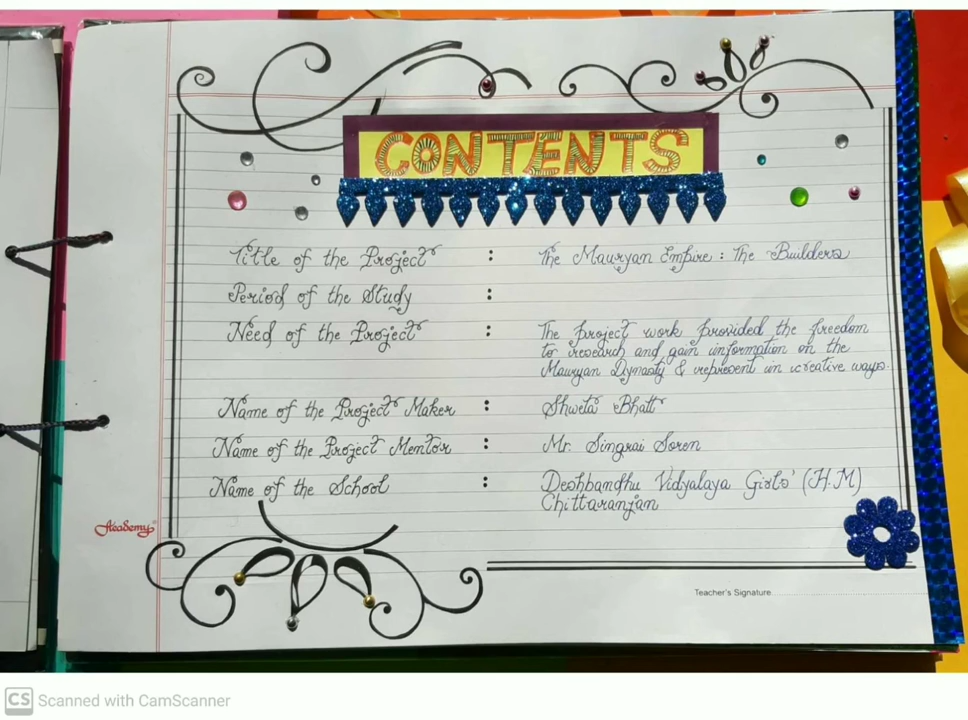 CONTENTS
Title of the Project : The Mauryan Empire : The Builders
Period of the Study :
Need of the Project : The project work provided the freedom
to research and gain information on the
Mauryan Dynasty & represent in creative ways.
Name of the Project Maker : Shweta Bhatt
Name of the Project Mentor : Mr. Singrai Soren
Name of the School : Deshbandhu Vidyalaya Girls' (H.M)
Chittaranjan
Academy
Teacher's Signature
CS Scanned with CamScanner